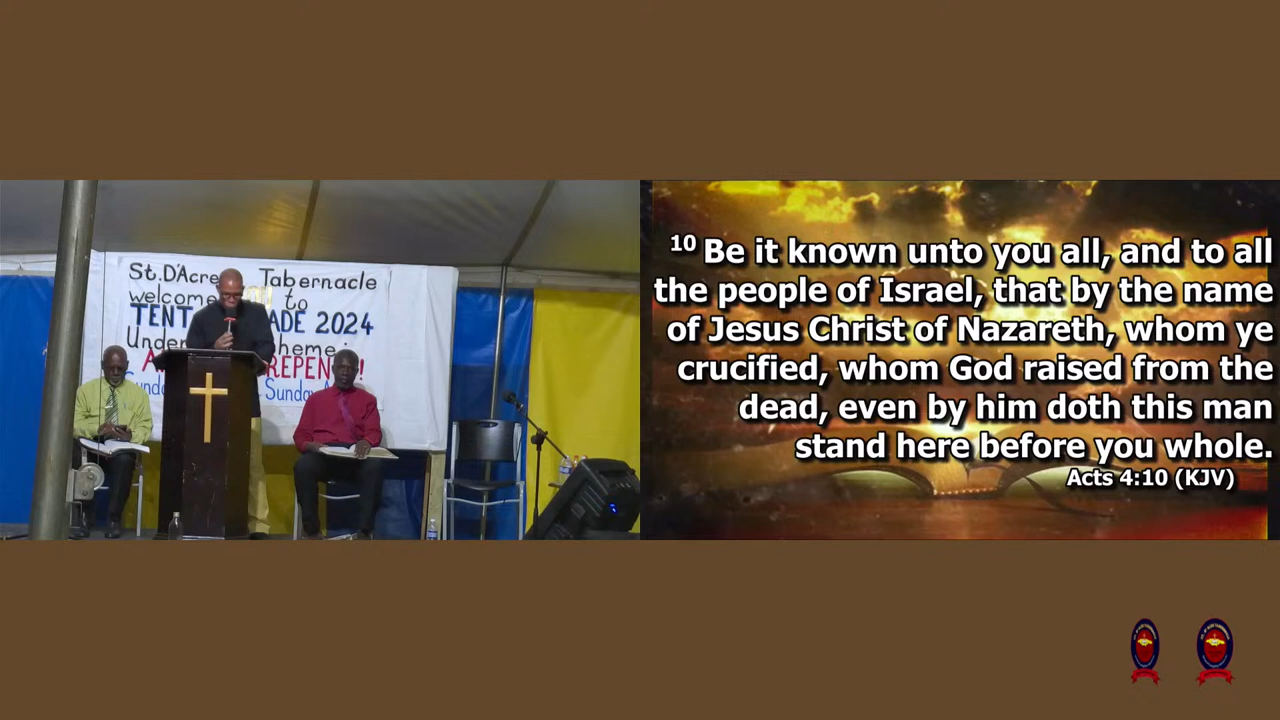 St.D'Acre Tabernacle
welcome to
TENT ADE 2024
Under heme:
REPEN !
Sunday
10 Be it known unto you all, and to all
the people of Israel, that by the name
of Jesus Christ of Nazareth, whom ye
crucified, whom God raised from the
dead, even by him doth this man
stand here before you whole.
Acts 4:10 (KJV)